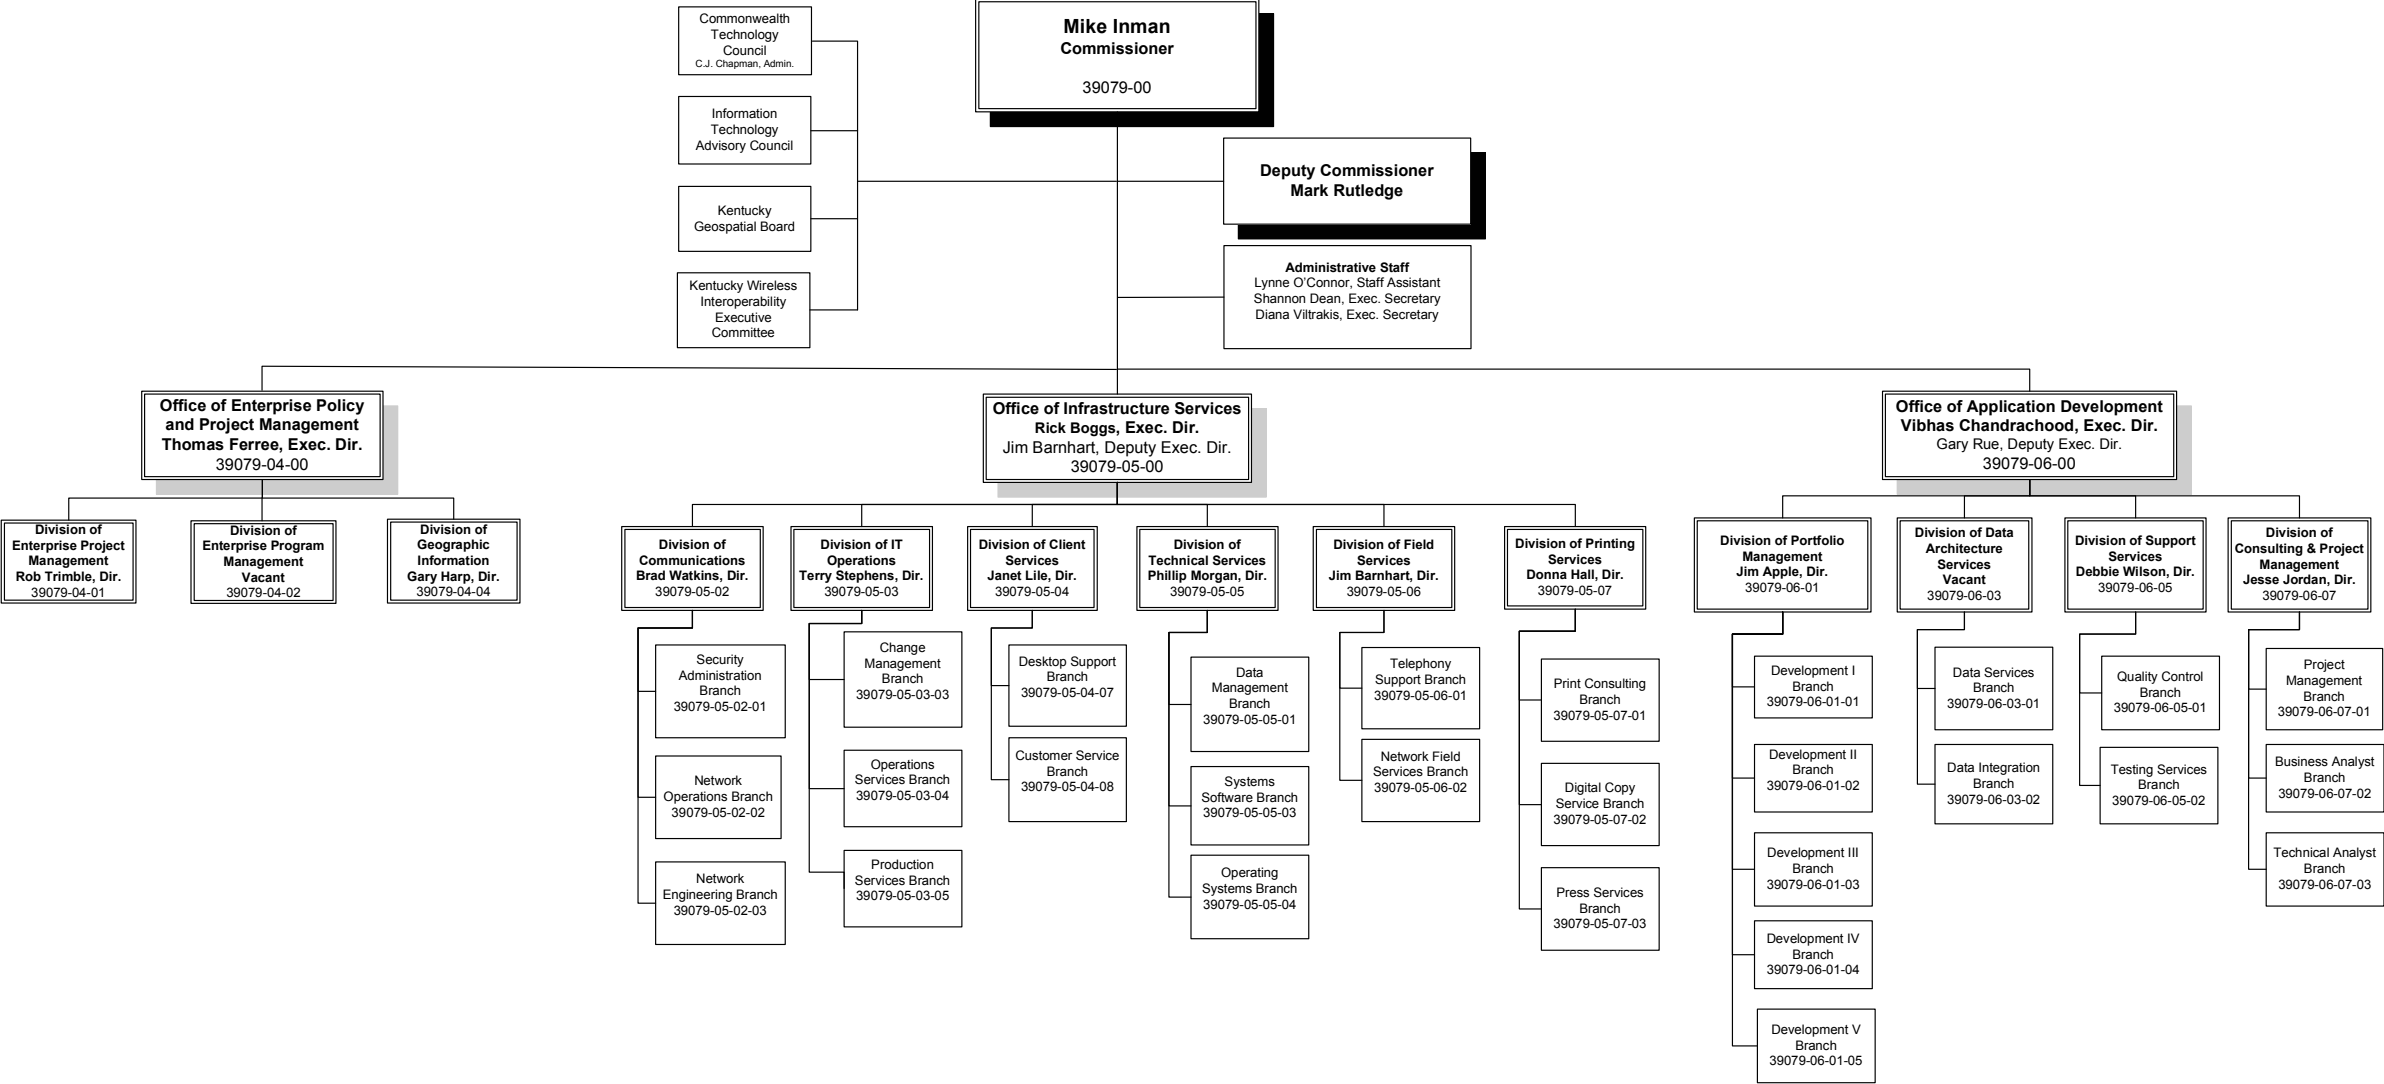 Commonwealth
Technology
Council
C.J. Chapman, Admin.
Information
Technology
Advisory Council
Kentucky
Geospatial Board
Kentucky Wireless
Interoperability
Executive
Committee
Mike Inman
Commissioner
39079-00
Deputy Commissioner
Mark Rutledge
Administrative Staff
Lynne O’Connor, Staff Assistant
Shannon Dean, Exec. Secretary
Diana Viltrakis, Exec. Secretary
Office of Enterprise Policy
and Project Management
Thomas Ferree, Exec. Dir.
39079-04-00
Office of Infrastructure Services
Rick Boggs, Exec. Dir.
Jim Barnhart, Deputy Exec. Dir.
39079-05-00
Office of Application Development
Vibhas Chandrachood, Exec. Dir.
Gary Rue, Deputy Exec. Dir.
39079-06-00
Division of
Enterprise Project
Management
Rob Trimble, Dir.
39079-04-01
Division of
Enterprise Program
Management
Vacant
39079-04-02
Division of
Geographic
Information
Gary Harp, Dir.
39079-04-04
Division of
Communications
Brad Watkins, Dir.
39079-05-02
Division of IT
Operations
Terry Stephens, Dir.
39079-05-03
Division of Client
Services
Janet Lile, Dir.
39079-05-04
Division of
Technical Services
Phillip Morgan, Dir.
39079-05-05
Division of Field
Services
Jim Barnhart, Dir.
39079-05-06
Division of Printing
Services
Donna Hall, Dir.
39079-05-07
Division of Portfolio
Management
Jim Apple, Dir.
39079-06-01
Division of Data
Architecture
Services
Vacant
39079-06-03
Division of Support
Services
Debbie Wilson, Dir.
39079-06-05
Division of
Consulting & Project
Management
Jesse Jordan, Dir.
39079-06-07
Security
Administration
Branch
39079-05-02-01
Network
Operations Branch
39079-05-02-02
Network
Engineering Branch
39079-05-02-03
Change
Management
Branch
39079-05-03-03
Operations
Services Branch
39079-05-03-04
Production
Services Branch
39079-05-03-05
Desktop Support
Branch
39079-05-04-07
Customer Service
Branch
39079-05-04-08
Data
Management
Branch
39079-05-05-01
Systems
Software Branch
39079-05-05-03
Operating
Systems Branch
39079-05-05-04
Telephony
Support Branch
39079-05-06-01
Network Field
Services Branch
39079-05-06-02
Print Consulting
Branch
39079-05-07-01
Digital Copy
Service Branch
39079-05-07-02
Press Services
Branch
39079-05-07-03
Development I
Branch
39079-06-01-01
Development II
Branch
39079-06-01-02
Development III
Branch
39079-06-01-03
Development IV
Branch
39079-06-01-04
Development V
Branch
39079-06-01-05
Data Services
Branch
39079-06-03-01
Data Integration
Branch
39079-06-03-02
Quality Control
Branch
39079-06-05-01
Testing Services
Branch
39079-06-05-02
Project
Management
Branch
39079-06-07-01
Business Analyst
Branch
39079-06-07-02
Technical Analyst
Branch
39079-06-07-03